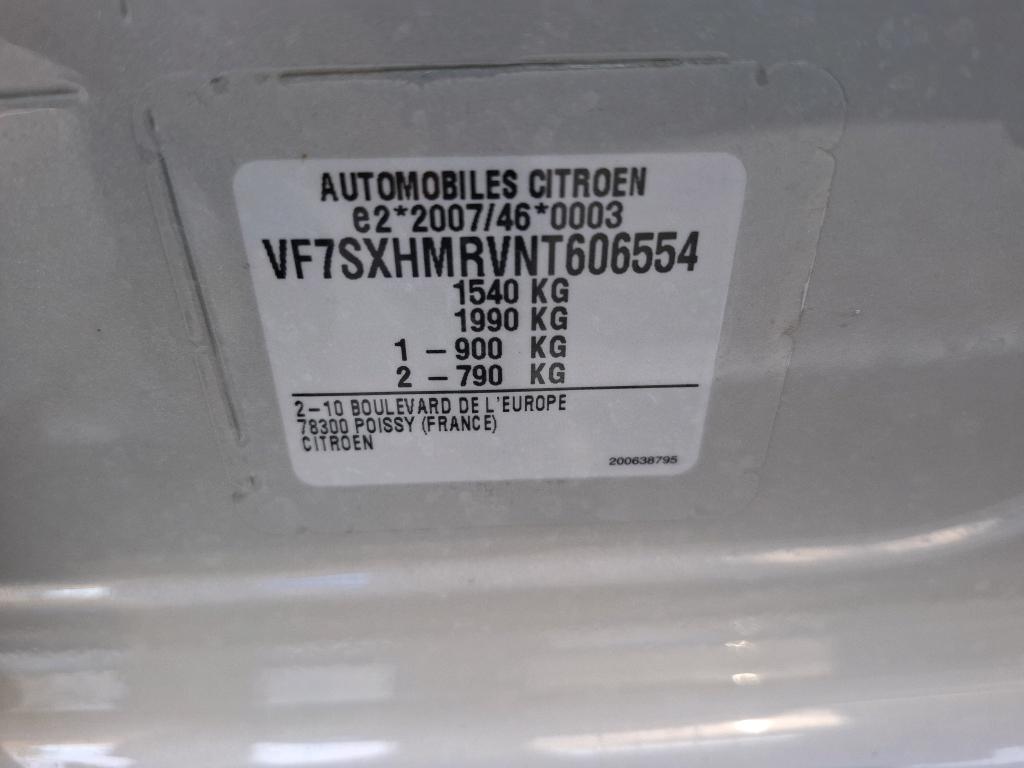 AUTOMOBILES CITROEN
e2*2007/46*0003
VF7SXHMRVNT606554
1540 KG
1990 KG
1 - 900 KG
2 - 790 KG
2-10 BOULEVARD DE L'EUROPE
78300 POISSY (FRANCE)
CITROEN
200638795